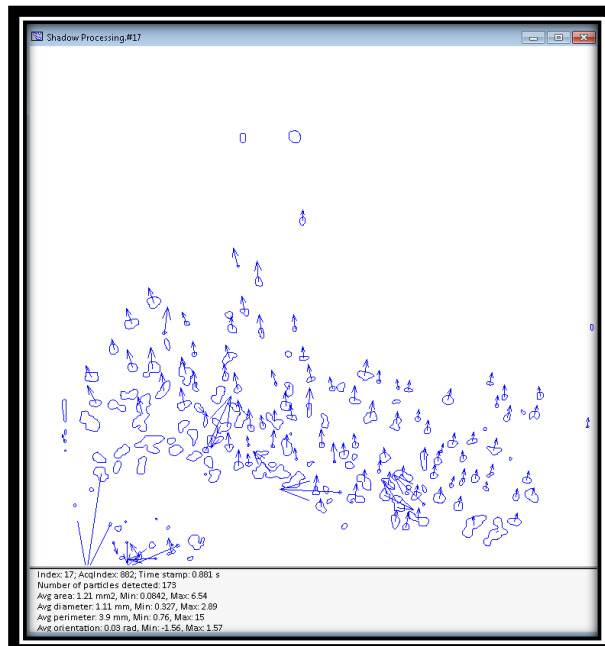 Shadow Processing.#17
Index: 17; AcqIndex: 882; Time stamp: 0.881 s
Number of particles detected: 173
Avg area: 1.21 mm2, Min: 0.0842, Max: 6.54
Avg diameter: 1.11 mm, Min: 0.327, Max: 2.89
Avg perimeter: 3.9 mm, Min: 0.76, Max: 15
Avg orientation: 0.03 rad, Min: -1.56, Max: 1.57